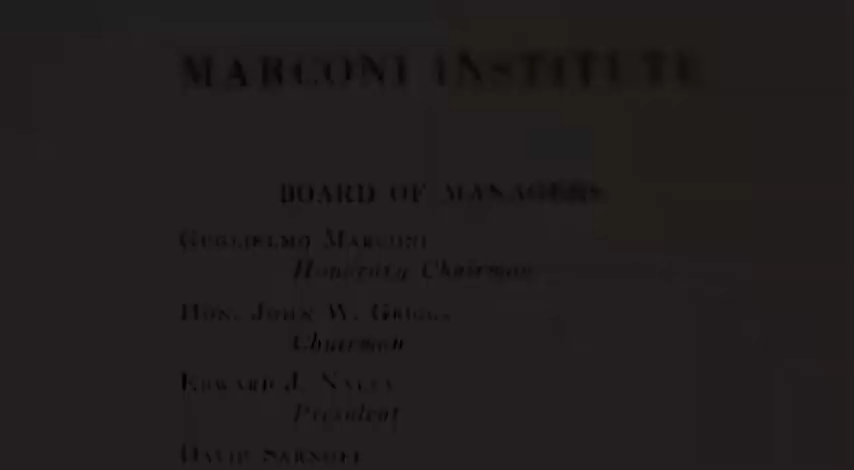 MARCONI INSTITUTE
BOARD OF MANAGERS
GUGLIELMO MARCONI
Honorary Chairman
HON. JOHN W. GRIGGS
Chairman
EDWARD J. NALLY
President
DAVID SARNOFF